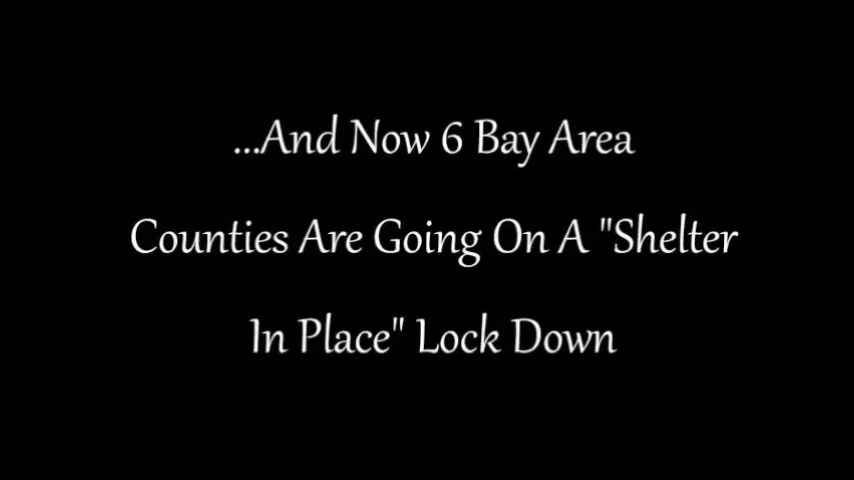 ...And Now 6 Bay Area
Counties Are Going On A "Shelter
In Place" Lock Down